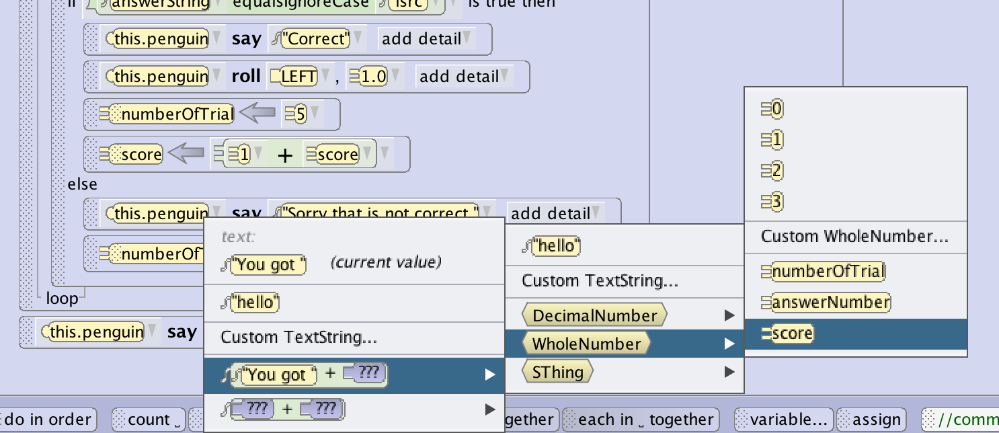 if answerString equalsIgnoreCase isrc is true then
this.penguin say "Correct" add detail
this.penguin roll LEFT , 1.0 add detail
numberOfTrial 5
score 1 + score
else
this.penguin say "Sorry that is not correct." add detail
numberOfT
loop
this.penguin say
text:
"You got " (current value)
"hello"
Custom TextString...
"You got " + ???
??? + ???
"hello"
Custom TextString...
DecimalNumber
WholeNumber
SThing
0
1
2
3
Custom WholeNumber...
numberOfTrial
answerNumber
score
do in order count ⎵ gether each in ⎵ together variable... assign //comm